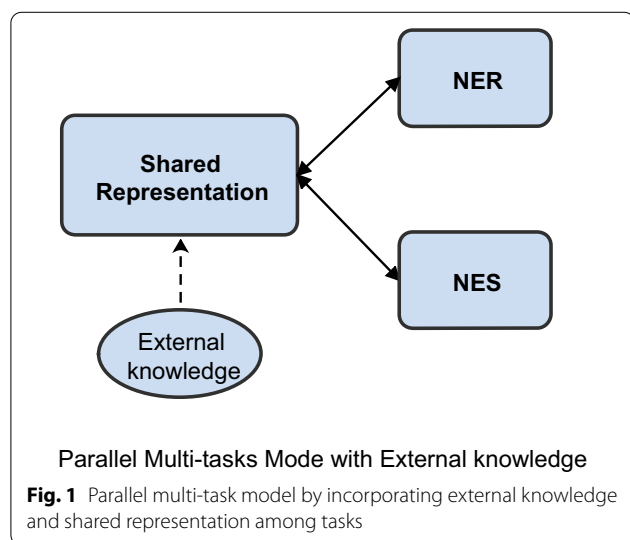 NER
Shared
Representation
NES
External
knowledge
Parallel Multi-tasks Mode with External knowledge
Fig. 1 Parallel multi-task model by incorporating external knowledge
and shared representation among tasks